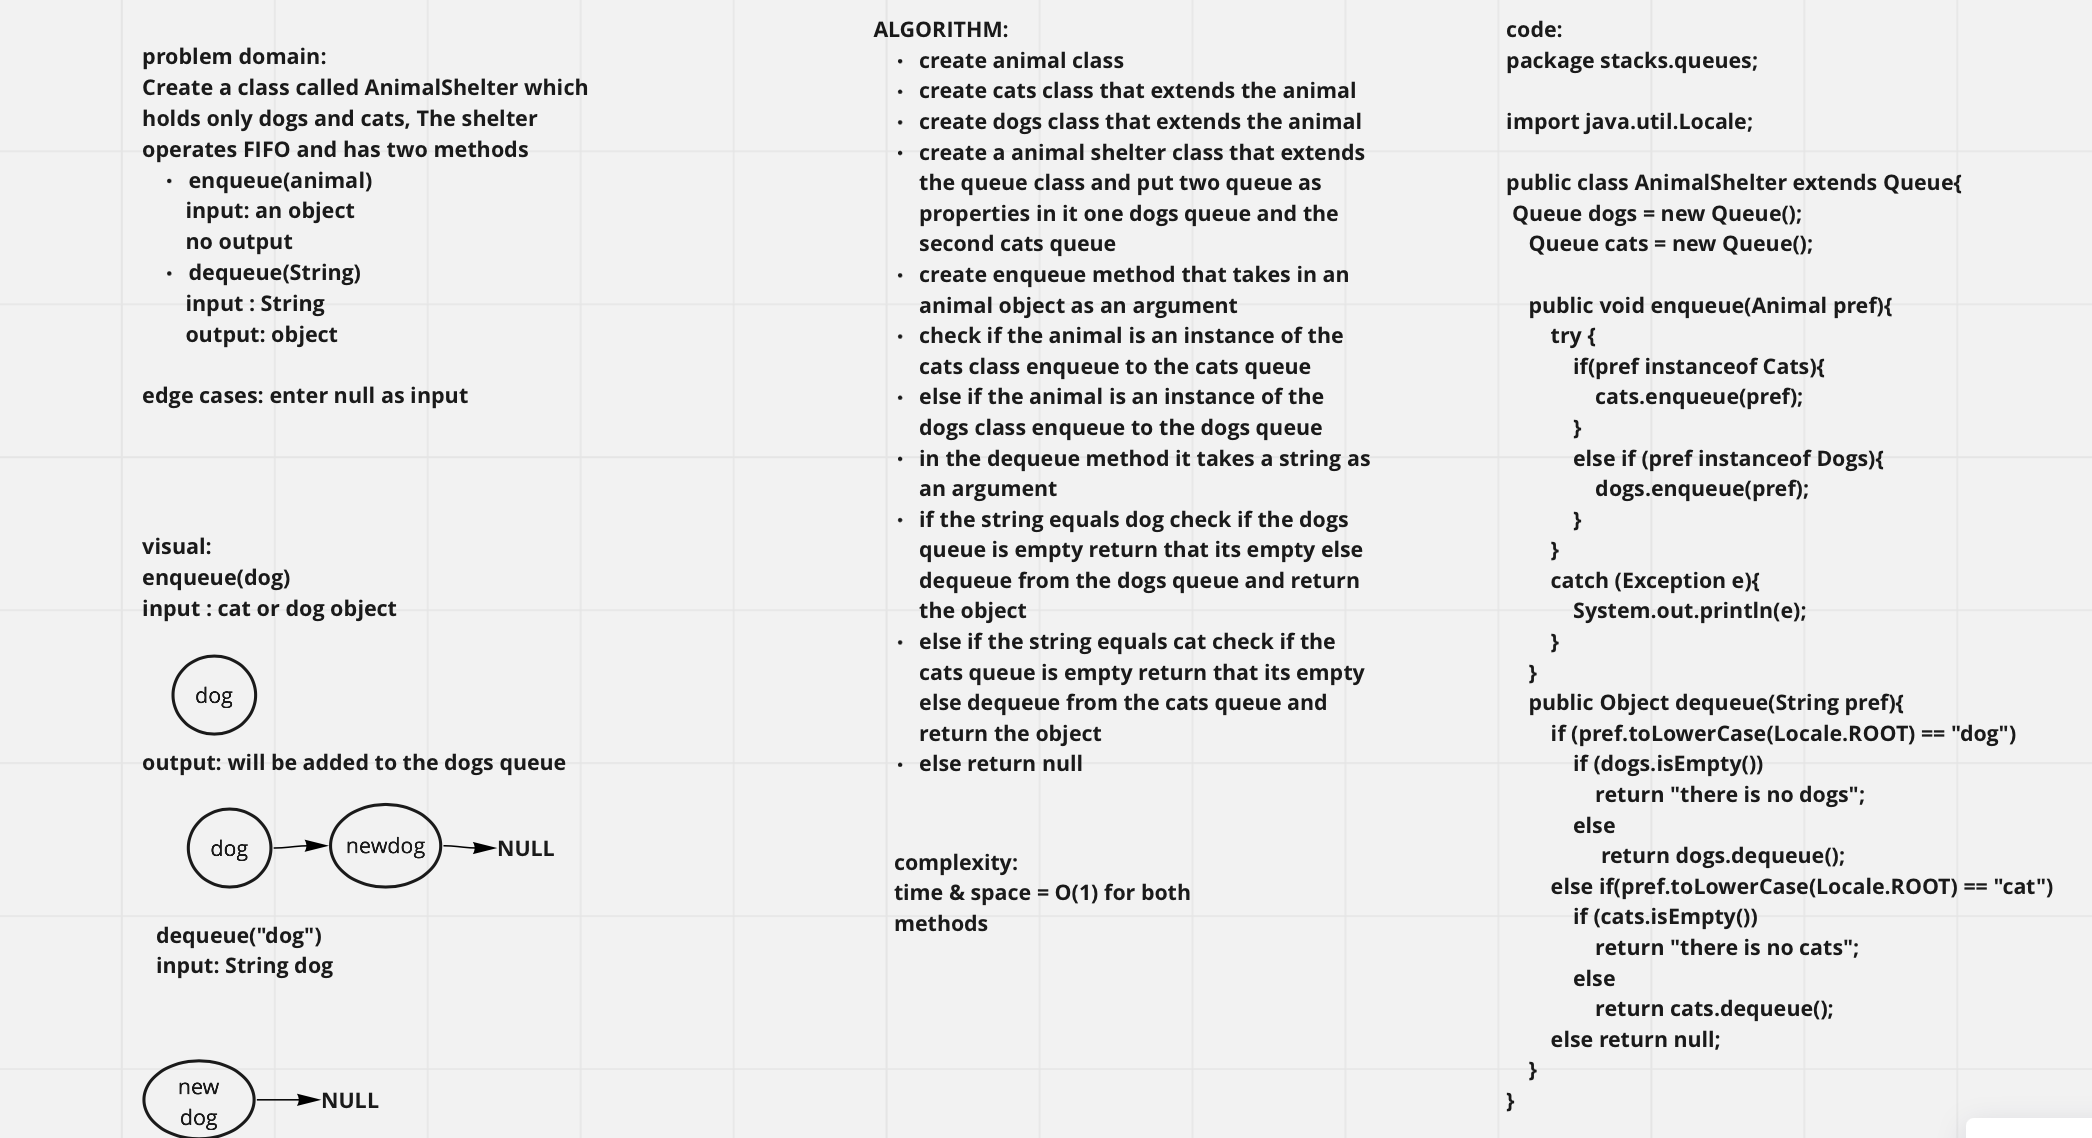 problem domain:
Create a class called AnimalShelter which
holds only dogs and cats, The shelter
operates FIFO and has two methods
· enqueue(animal)
input: an object
no output
· dequeue(String)
input : String
output: object
edge cases: enter null as input
visual:
enqueue(dog)
input : cat or dog object
dog
output: will be added to the dogs queue
dog
newdog
NULL
dequeue("dog")
input: String dog
new
dog
NULL
ALGORITHM:
· create animal class
· create cats class that extends the animal
· create dogs class that extends the animal
· create a animal shelter class that extends
the queue class and put two queue as
properties in it one dogs queue and the
second cats queue
· create enqueue method that takes in an
animal object as an argument
· check if the animal is an instance of the
cats class enqueue to the cats queue
· else if the animal is an instance of the
dogs class enqueue to the dogs queue
· in the dequeue method it takes a string as
an argument
· if the string equals dog check if the dogs
queue is empty return that its empty else
dequeue from the dogs queue and return
the object
· else if the string equals cat check if the
cats queue is empty return that its empty
else dequeue from the cats queue and
return the object
· else return null
complexity:
time & space = O(1) for both
methods
code:
package stacks.queues;
import java.util.Locale;
public class AnimalShelter extends Queue{
Queue dogs = new Queue();
Queue cats = new Queue();
public void enqueue(Animal pref){
try {
if(pref instanceof Cats){
cats.enqueue(pref);
}
else if (pref instanceof Dogs){
dogs.enqueue(pref);
}
}
catch (Exception e){
System.out.println(e);
}
}
public Object dequeue(String pref){
if (pref.toLowerCase(Locale.ROOT) == "dog")
if (dogs.isEmpty())
return "there is no dogs";
else
return dogs.dequeue();
else if(pref.toLowerCase(Locale.ROOT) == "cat")
if (cats.isEmpty())
return "there is no cats";
else
return cats.dequeue();
else return null;
}
}